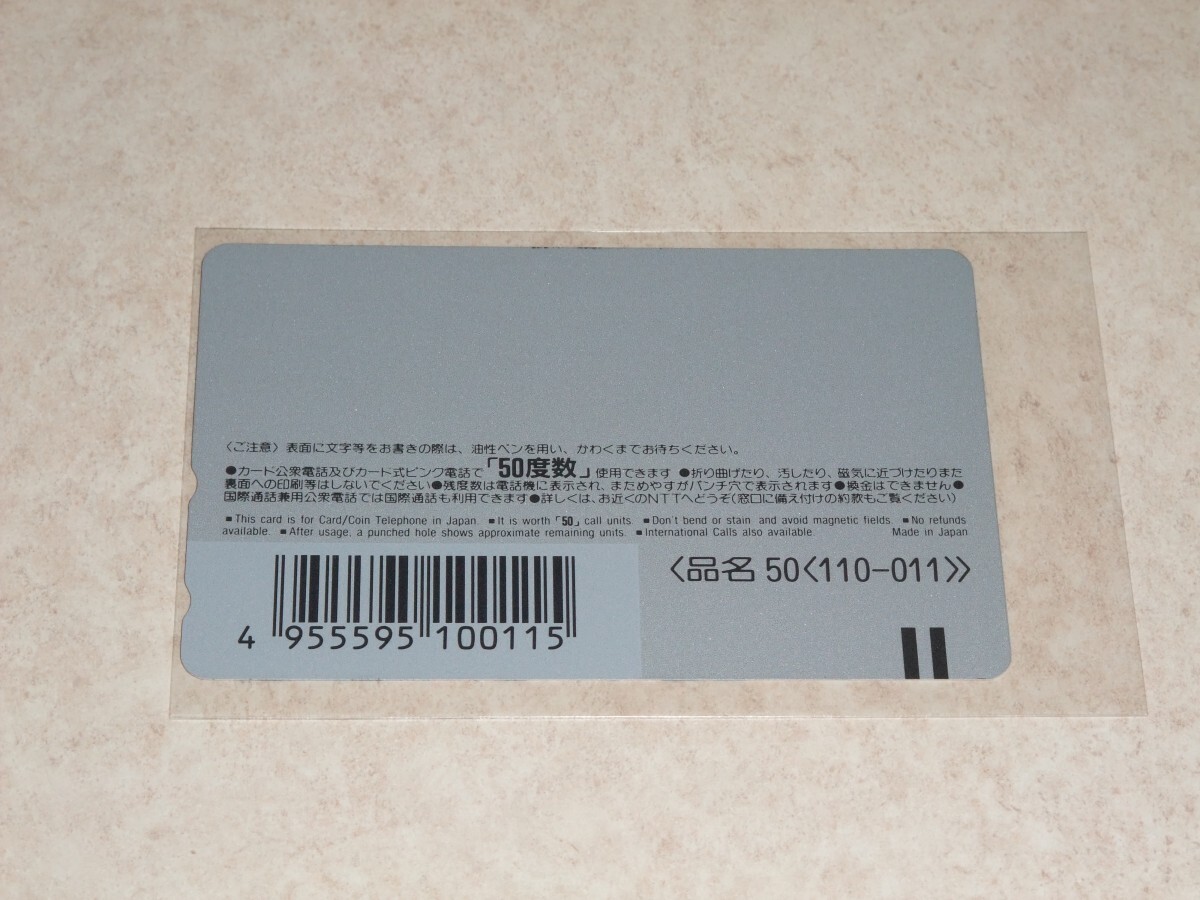 〈ご注意〉表面に文字等をお書きの際は、油性ペンを用い、かわくまでお待ちください。
●カード公衆電話及びカード式ピンク電話で「50度数」使用できます ●折り曲げたり、汚したり、磁気に近づけたりまた
裏面への印刷等はしないでください●残度数は電話機に表示され、まためやすがパンチ穴で表示されます●換金はできません●
国際通話兼用公衆電話では国際通話も利用できます●詳しくは、お近くのNTTへどうぞ(窓口に備え付けの約款もご覧ください)
■This card is for Card/Coin Telephone in Japan. ■It is worth「50」call units. ■Don't bend or stain and avoid magnetic fields. ■No refunds
available. ■After usage, a punched hole shows approximate remaining units. ■International Calls also available. Made in Japan
〈品名 50〈110-011〉〉
4 955595 100115